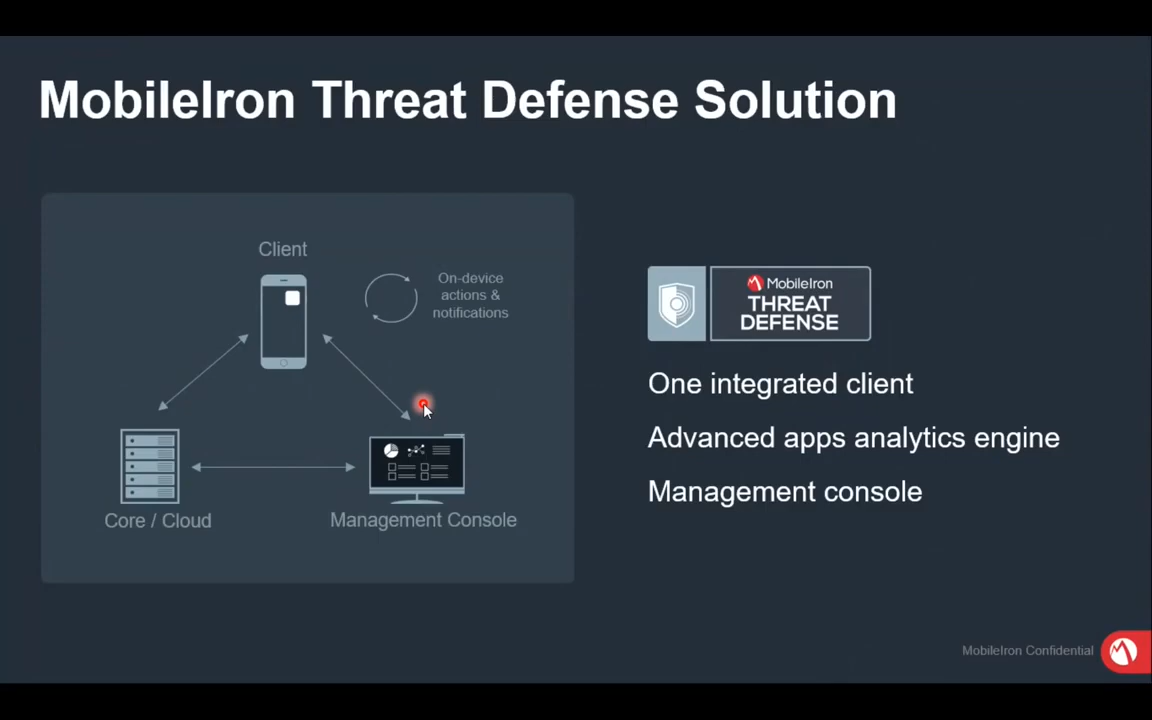 MobileIron Threat Defense Solution
Client
On-device
actions &
notifications
Core / Cloud
Management Console
MobileIron
THREAT
DEFENSE
One integrated client
Advanced apps analytics engine
Management console
MobileIron Confidential